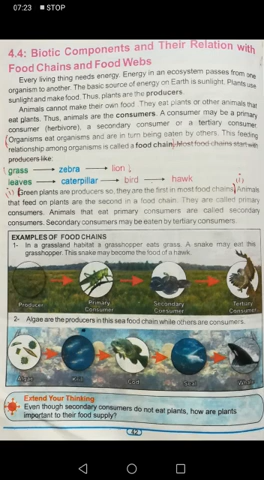 07:23 STOP
4.4: Biotic Components and Their Relation with
Food Chains and Food Webs
Every living thing needs energy. Energy in an ecosystem passes from one
organism to another. The basic source of energy on Earth is sunlight. Plants use
sunlight and make food. Thus, plants are the producers.
Animals cannot make their own food. They eat plants or other animals that
eat plants. Thus, animals are the consumers. A consumer may be a primary
consumer (herbivore), a secondary consumer or a tertiary consumer
Organisms eat organisms and are in turn being eaten by others. This feeding
relationship among organisms is called a food chain. Most food chains start with
producers like:
grass zebra lion
leaves caterpillar bird hawk
Green plants are producers so, they are the first in most food chains. Animals
that feed on plants are the second in a food chain. They are called primary
consumers. Animals that eat primary consumers are called secondary
consumers. Secondary consumers may be eaten by tertiary consumers.
EXAMPLES OF FOOD CHAINS
1- In a grassland habitat a grasshopper eats grass. A snake may eat this
grasshopper. This snake may become the food of a hawk.
Producer Primary Consumer Secondary Consumer Tertiary Consumer
2- Algae are the producers in this sea food chain while others are consumers.
Algae Krill Cod Seal Whale
Extend Your Thinking
Even though secondary consumers do not eat plants, how are plants
important to their food supply?
42